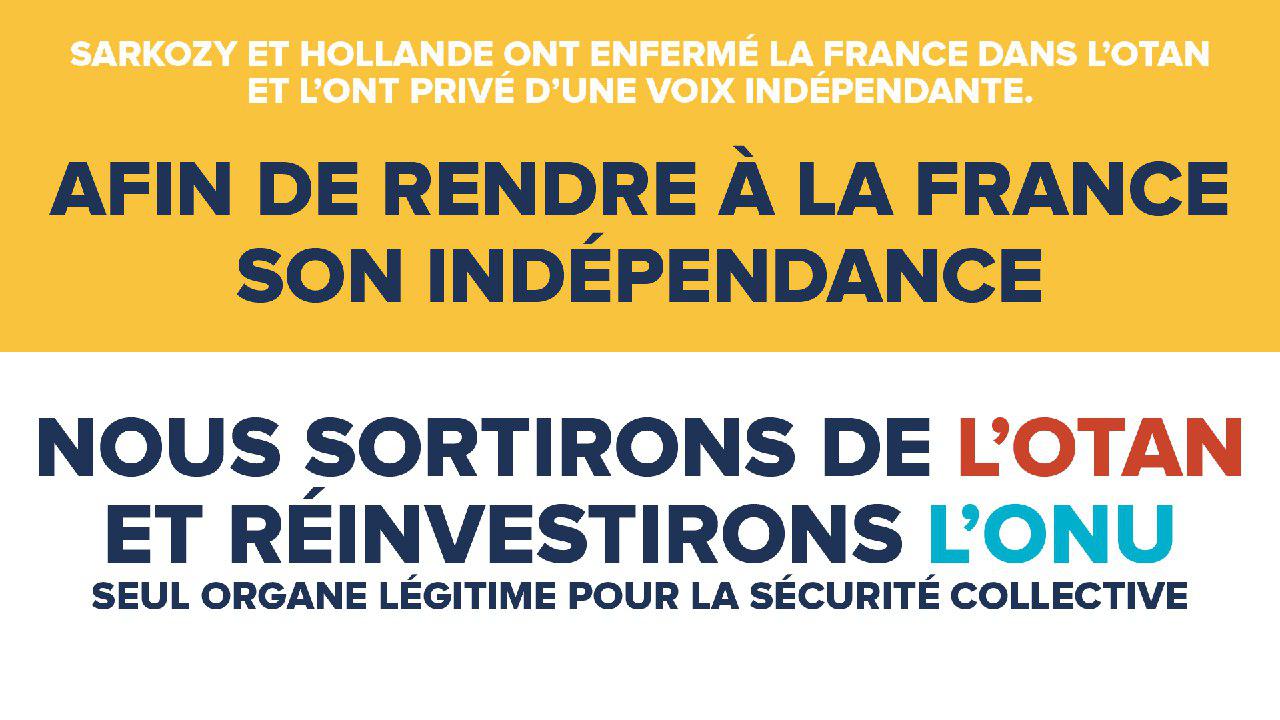 SARKOZY ET HOLLANDE ONT ENFERMÉ LA FRANCE DANS L'OTAN
ET L'ONT PRIVÉ D'UNE VOIX INDÉPENDANTE.
AFIN DE RENDRE À LA FRANCE
SON INDÉPENDANCE
NOUS SORTIRONS DE L'OTAN
ET RÉINVESTIRONS L'ONU
SEUL ORGANE LÉGITIME POUR LA SÉCURITÉ COLLECTIVE